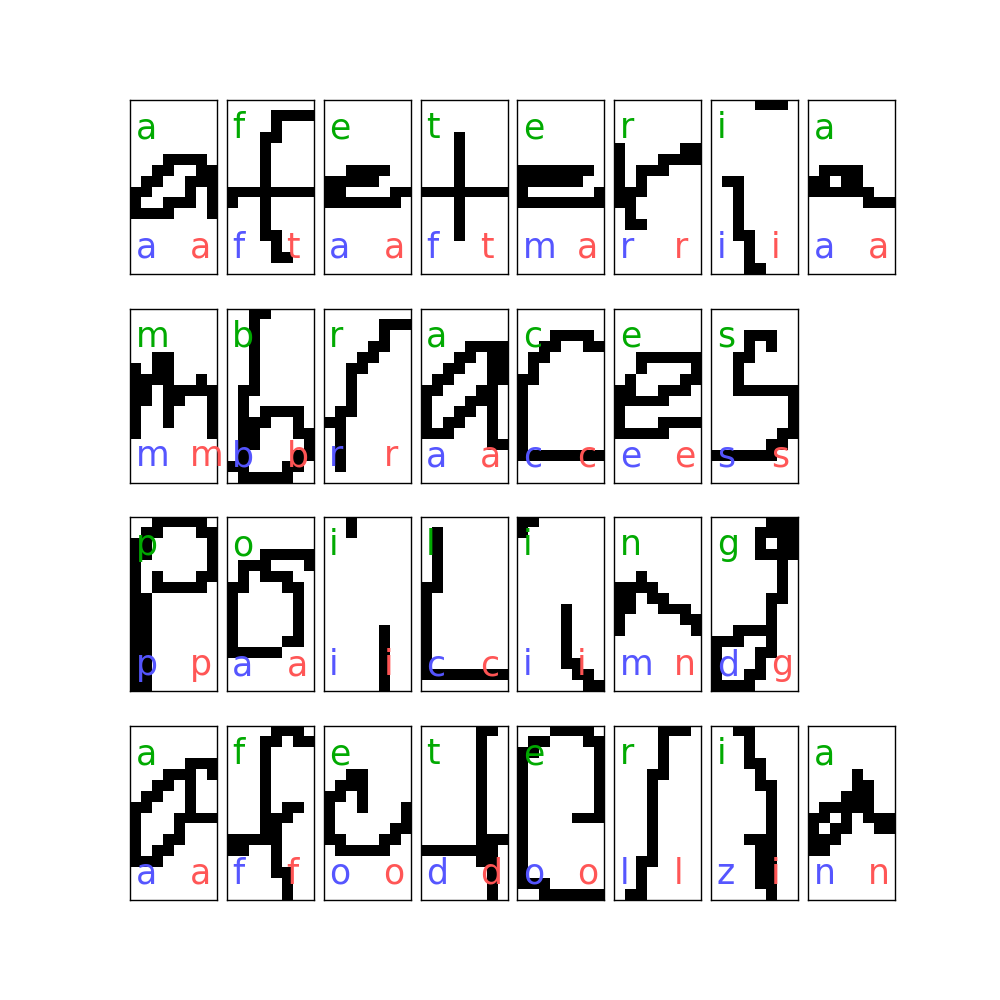 a f e t e r i a
a a f t a a f t m a r r i i a a
m b r a c e s
m m b b r r a a c c e e s s
p o i l i n g
p p a a i i c c i i m n d g
a f e t e r i a
a a f f o o d d o o l l z i n n